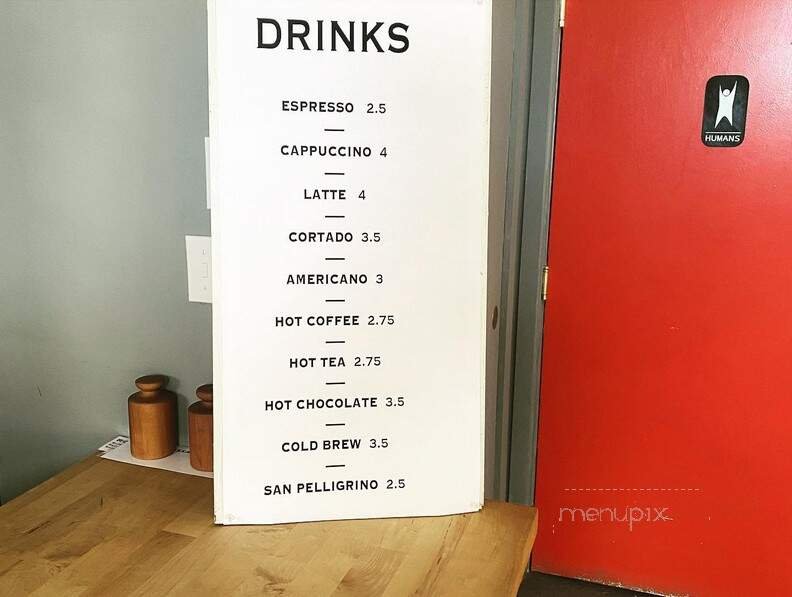 DRINKS
ESPRESSO 2.5
CAPPUCCINO 4
LATTE 4
CORTADO 3.5
AMERICANO 3
HOT COFFEE 2.75
HOT TEA 2.75
HOT CHOCOLATE 3.5
COLD BREW 3.5
SAN PELLIGRINO 2.5
HUMANS
menupix